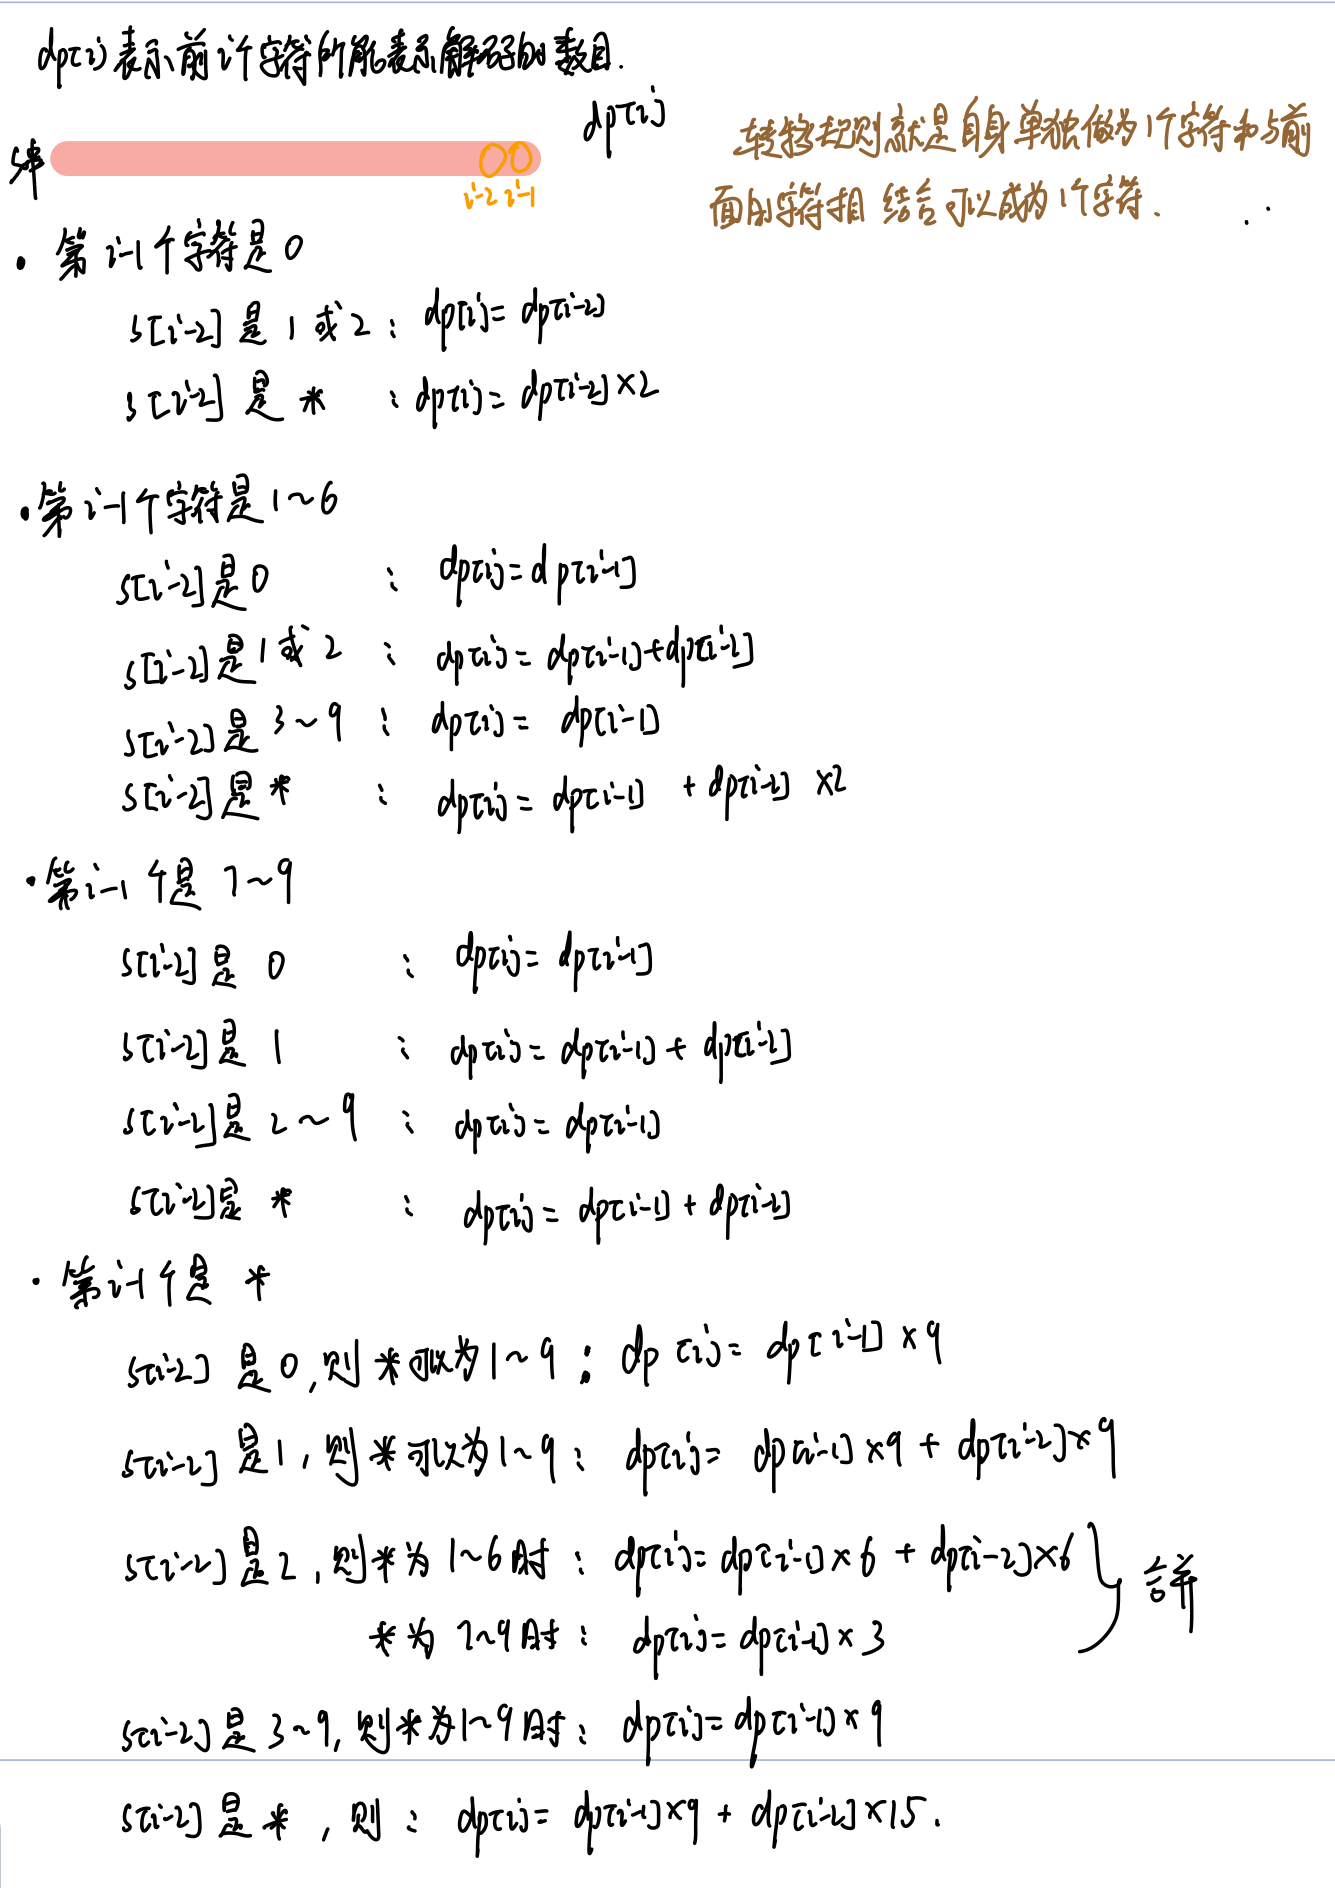 dp[i]表示前i个字符所能表示解码的数目.
dp[i]
s串
i-2 i-1
转移规则就是自身单独做为1个字符和与前
面的字符相结合可以成为1个字符.
· 第i-1个字符是0
s[i-2]是1或2: dp[i]= dp[i-2]
s[i-2]是* : dp[i]= dp[i-2]×2
· 第i-1个字符是1~6
s[i-2]是0 : dp[i]=dp[i-1]
s[i-2]是1或2 : dp[i]= dp[i-1]+dp[i-2]
s[i-2]是3~9 : dp[i]= dp[i-1]
s[i-2]是* : dp[i]= dp[i-1] + dp[i-2] ×2
· 第i-1个是7~9
s[i-2]是0 : dp[i]= dp[i-1]
s[i-2]是1 : dp[i]= dp[i-1]+ dp[i-2]
s[i-2]是2~9 : dp[i]= dp[i-1]
s[i-2]是* : dp[i]= dp[i-1]+ dp[i-2]
· 第i-1个是*
s[i-2]是0,则*可以为1~9: dp[i]= dp[i-1]×9
s[i-2]是1,则*可以为1~9: dp[i]= dp[i-1]×9 + dp[i-2]×9
s[i-2]是2,则*为1~6时: dp[i]= dp[i-1]×6 + dp[i-2]×6
*为7~9时: dp[i]= dp[i-1]×3
合并
s[i-2]是3~9,则*为1~9时: dp[i]=dp[i-1]×9
s[i-2]是*,则: dp[i]= dp[i-1]×9 + dp[i-2]×15.